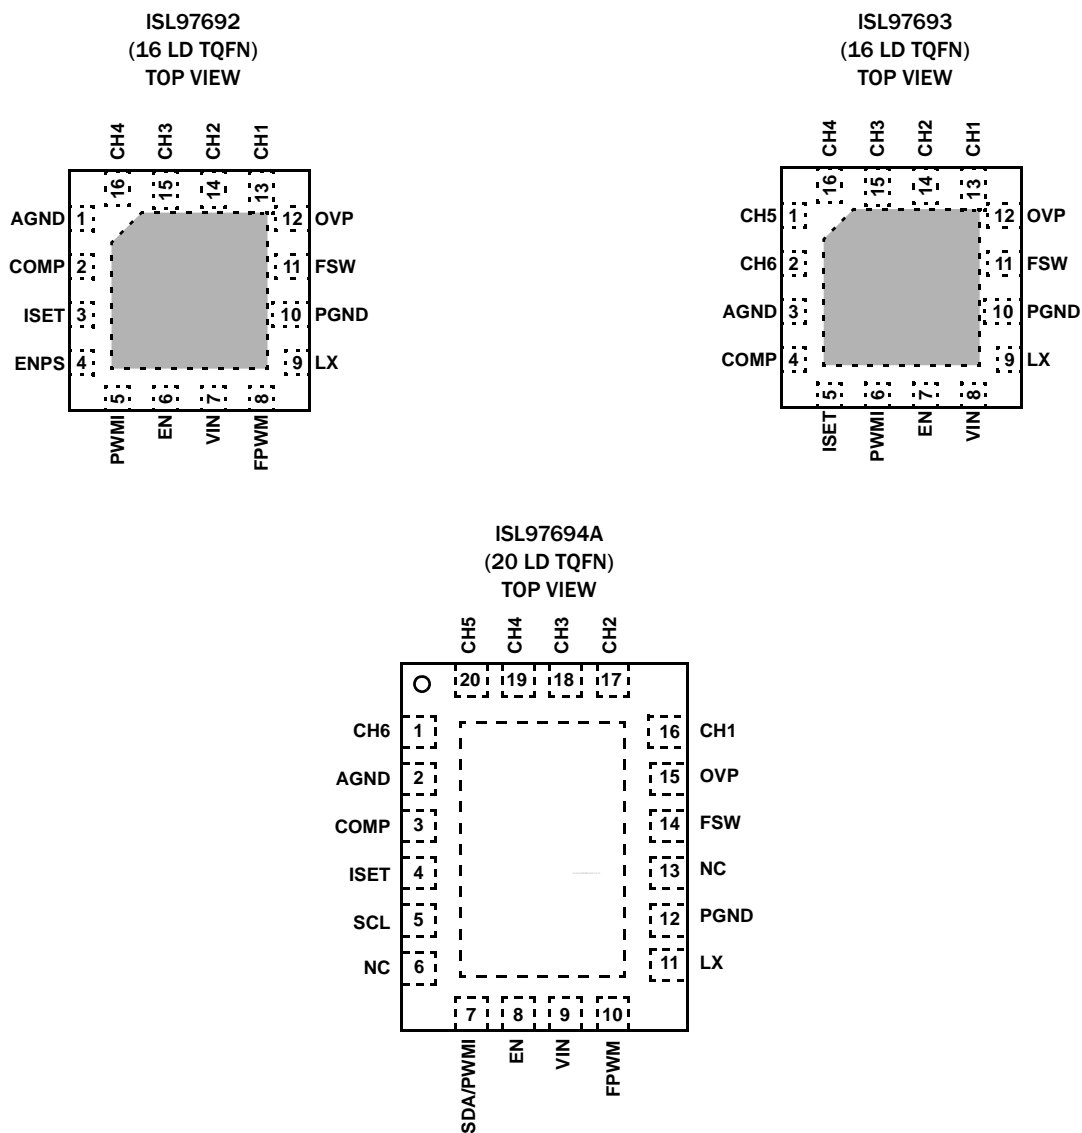 ISL97692
(16 LD TQFN)
TOP VIEW
CH4 CH3 CH2 CH1
16 15 14 13
AGND 1 12 OVP
COMP 2 11 FSW
ISET 3 10 PGND
ENPS 4 9 LX
5 6 7 8
PWMI EN VIN FPWM
ISL97693
(16 LD TQFN)
TOP VIEW
CH4 CH3 CH2 CH1
16 15 14 13
CH5 1 12 OVP
CH6 2 11 FSW
AGND 3 10 PGND
COMP 4 9 LX
5 6 7 8
ISET PWMI EN VIN
ISL97694A
(20 LD TQFN)
TOP VIEW
CH5 CH4 CH3 CH2
20 19 18 17
CH6 1 16 CH1
AGND 2 15 OVP
COMP 3 14 FSW
ISET 4 13 NC
SCL 5 12 PGND
NC 6 11 LX
7 8 9 10
SDA/PWMI EN VIN FPWM